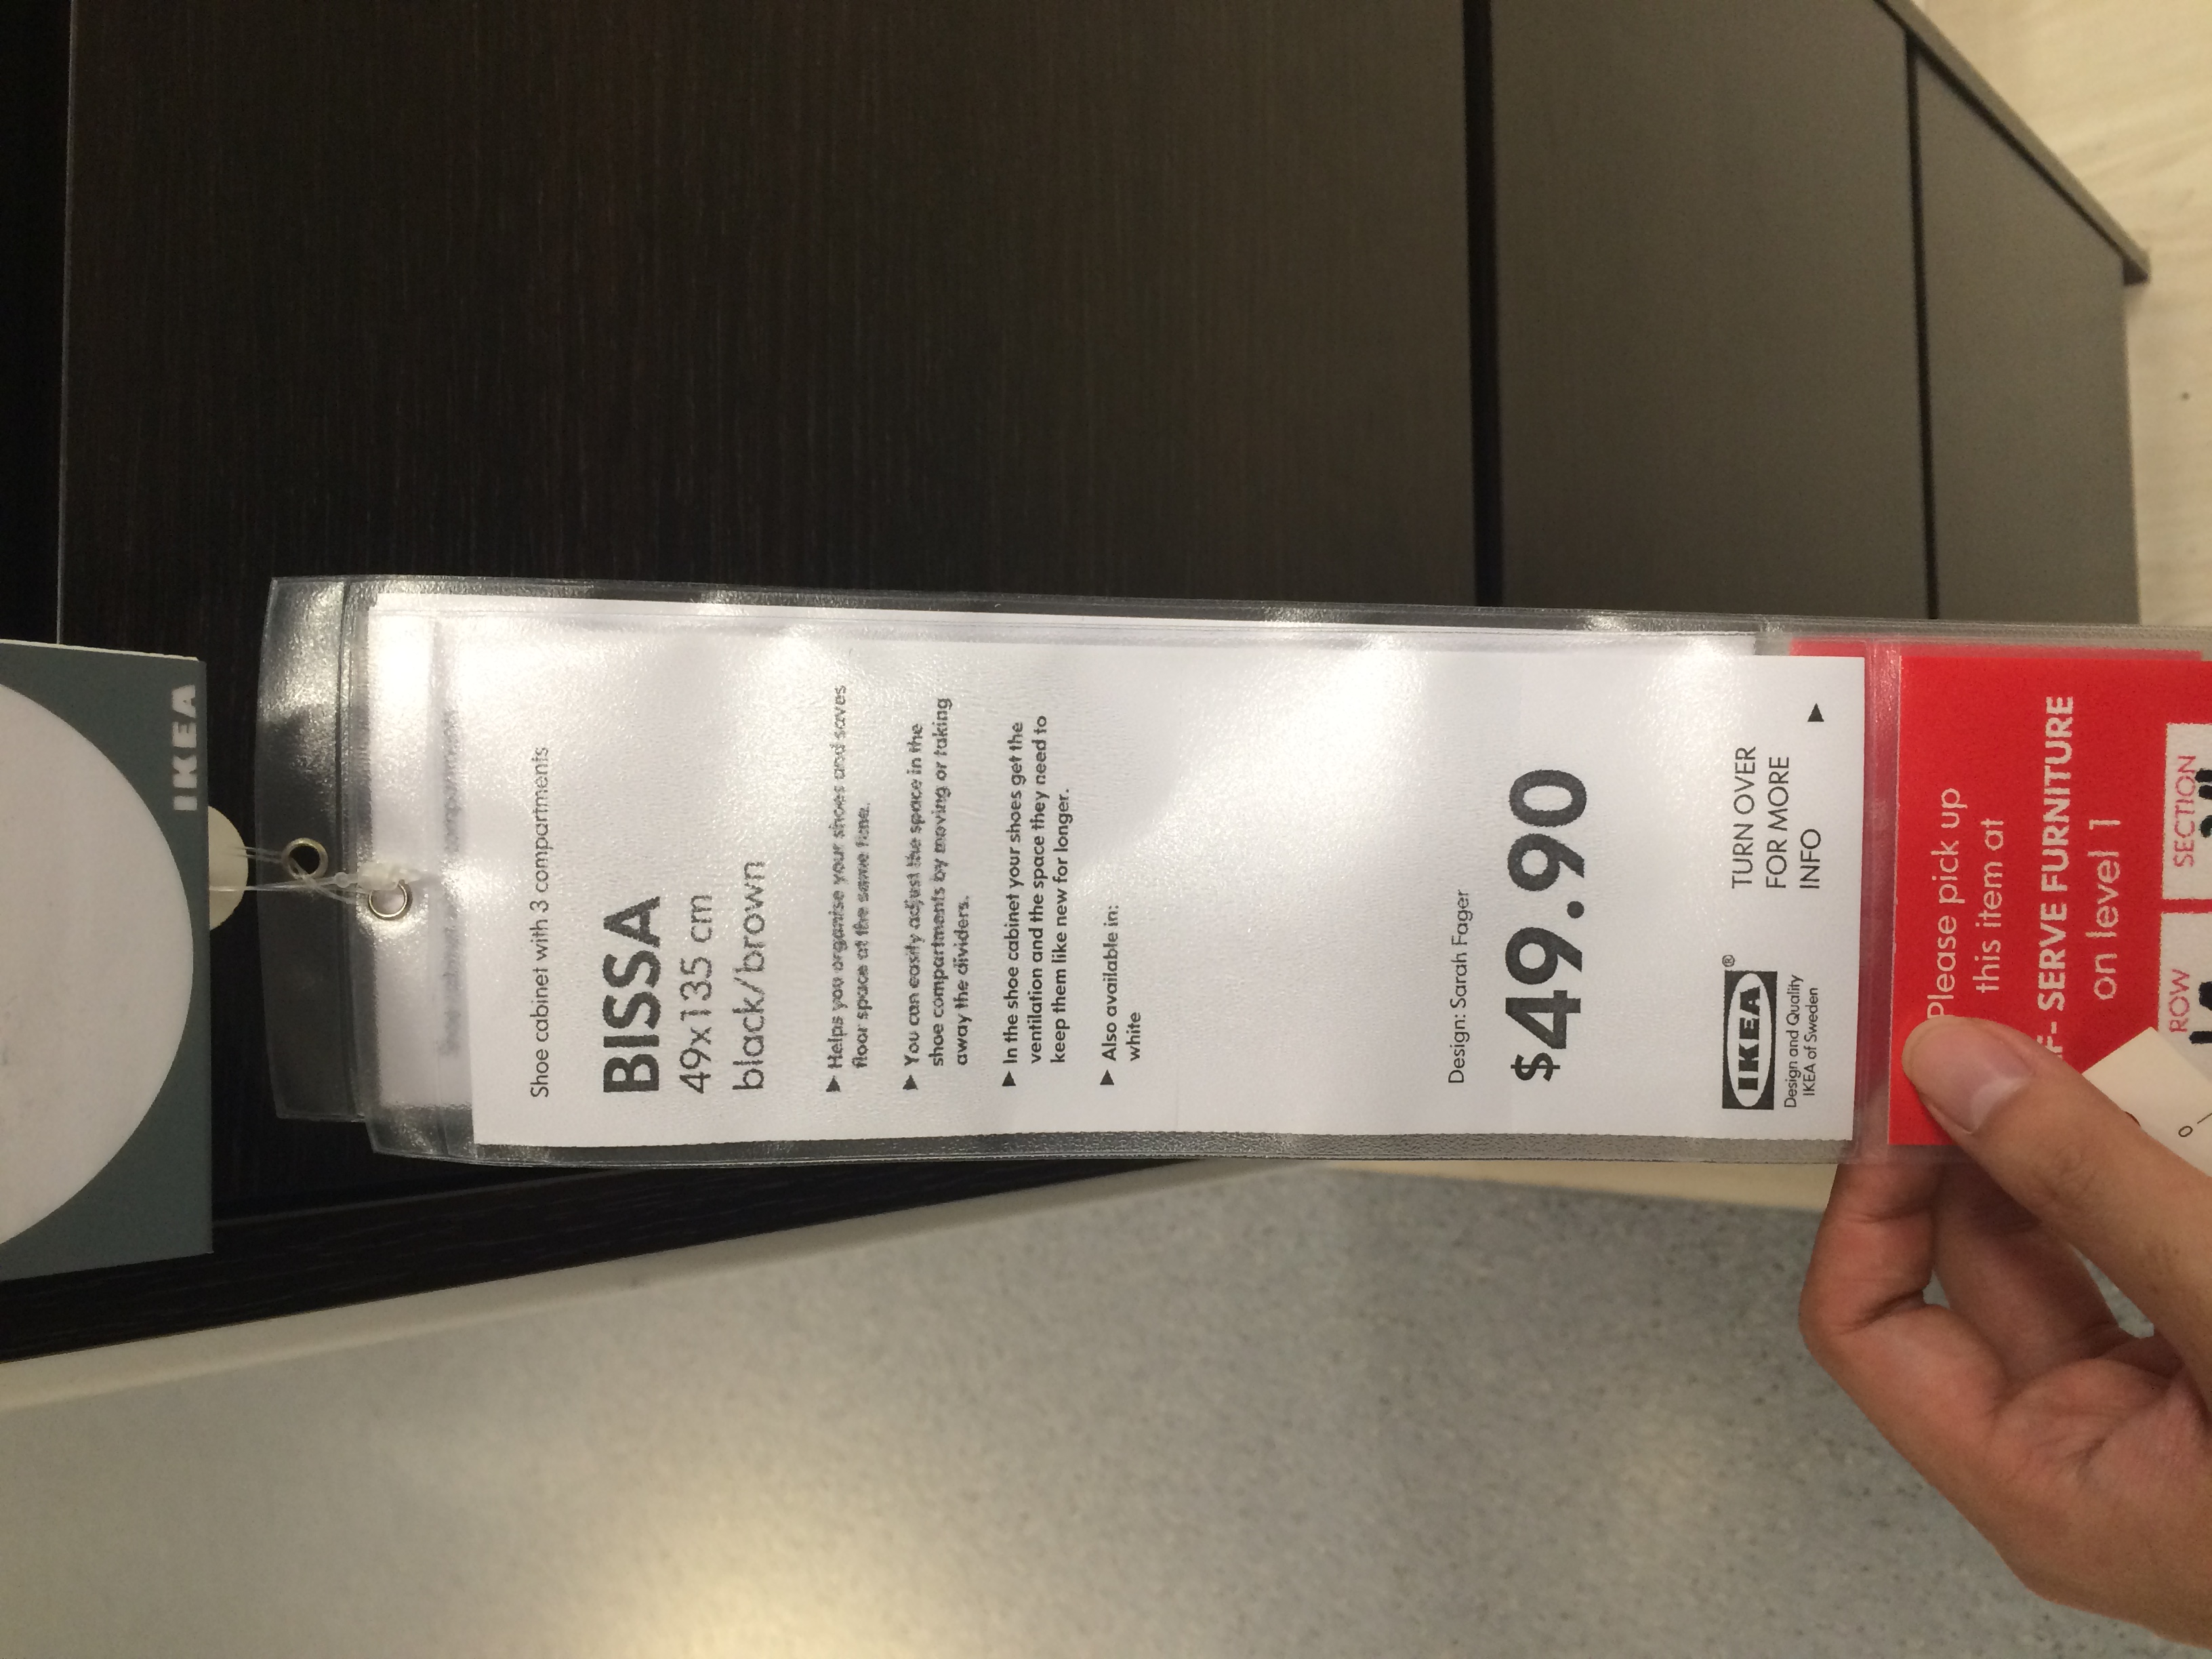 IKEA
Shoe cabinet with 3 compartments
BISSA
49x135 cm
black/brown
▶ Helps you organise your shoes and saves
floor space at the same time.
▶ You can easily adjust the space in the
shoe compartments by moving or taking
away the dividers.
▶ In the shoe cabinet your shoes get the
ventilation and the space they need to
keep them like new for longer.
▶ Also available in:
white
Design: Sarah Fager
$49.90
IKEA®
Design and Quality
IKEA of Sweden
TURN OVER
FOR MORE
INFO
Please pick up
this item at
F- SERVE FURNITURE
on level 1
ROW
SECTION